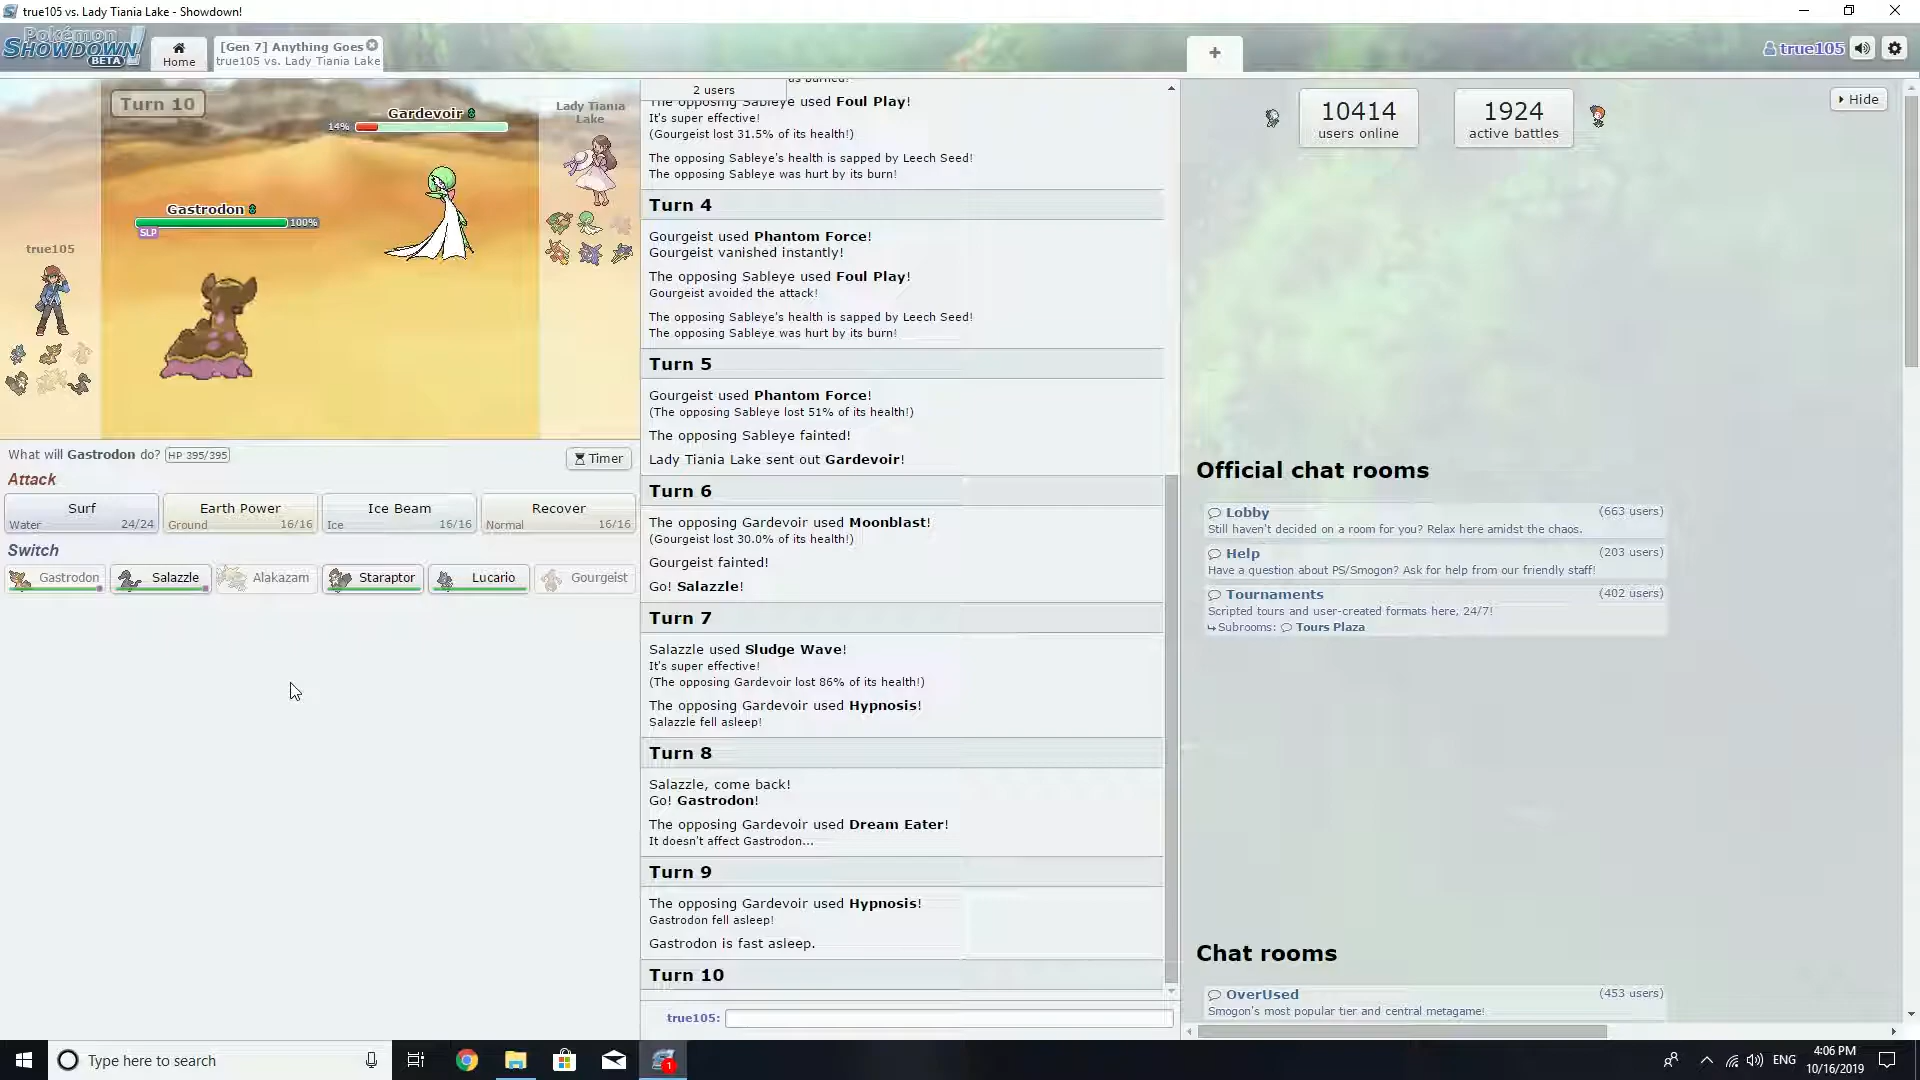 true105 vs. Lady Tiania Lake - Showdown!
Pokémon
SHOWDOWN!
BETA
Home
[Gen 7] Anything Goes
true105 vs. Lady Tiania Lake
+
true105
Turn 10
Gardevoir
14%
Lady Tiania
Lake
Gastrodon
100%
SLP
true105
What will Gastrodon do? HP 395/395
Timer
Attack
Surf
Water 24/24
Earth Power
Ground 16/16
Ice Beam
Ice 16/16
Recover
Normal 16/16
Switch
Gastrodon
Salazzle
Alakazam
Staraptor
Lucario
Gourgeist
2 users
was burned!
The opposing Sableye used Foul Play!
It's super effective!
(Gourgeist lost 31.5% of its health!)
The opposing Sableye's health is sapped by Leech Seed!
The opposing Sableye was hurt by its burn!
Turn 4
Gourgeist used Phantom Force!
Gourgeist vanished instantly!
The opposing Sableye used Foul Play!
Gourgeist avoided the attack!
The opposing Sableye's health is sapped by Leech Seed!
The opposing Sableye was hurt by its burn!
Turn 5
Gourgeist used Phantom Force!
(The opposing Sableye lost 51% of its health!)
The opposing Sableye fainted!
Lady Tiania Lake sent out Gardevoir!
Turn 6
The opposing Gardevoir used Moonblast!
(Gourgeist lost 30.0% of its health!)
Gourgeist fainted!
Go! Salazzle!
Turn 7
Salazzle used Sludge Wave!
It's super effective!
(The opposing Gardevoir lost 86% of its health!)
The opposing Gardevoir used Hypnosis!
Salazzle fell asleep!
Turn 8
Salazzle, come back!
Go! Gastrodon!
The opposing Gardevoir used Dream Eater!
It doesn't affect Gastrodon...
Turn 9
The opposing Gardevoir used Hypnosis!
Gastrodon fell asleep!
Gastrodon is fast asleep.
Turn 10
true105:
10414
users online
1924
active battles
Hide
Official chat rooms
Lobby (663 users)
Still haven't decided on a room for you? Relax here amidst the chaos.
Help (203 users)
Have a question about PS/Smogon? Ask for help from our friendly staff!
Tournaments (402 users)
Scripted tours and user-created formats here, 24/7!
↳Subrooms: Tours Plaza
Chat rooms
OverUsed (453 users)
Smogon's most popular tier and central metagame!
Type here to search
1
ENG
4:06 PM
10/16/2019